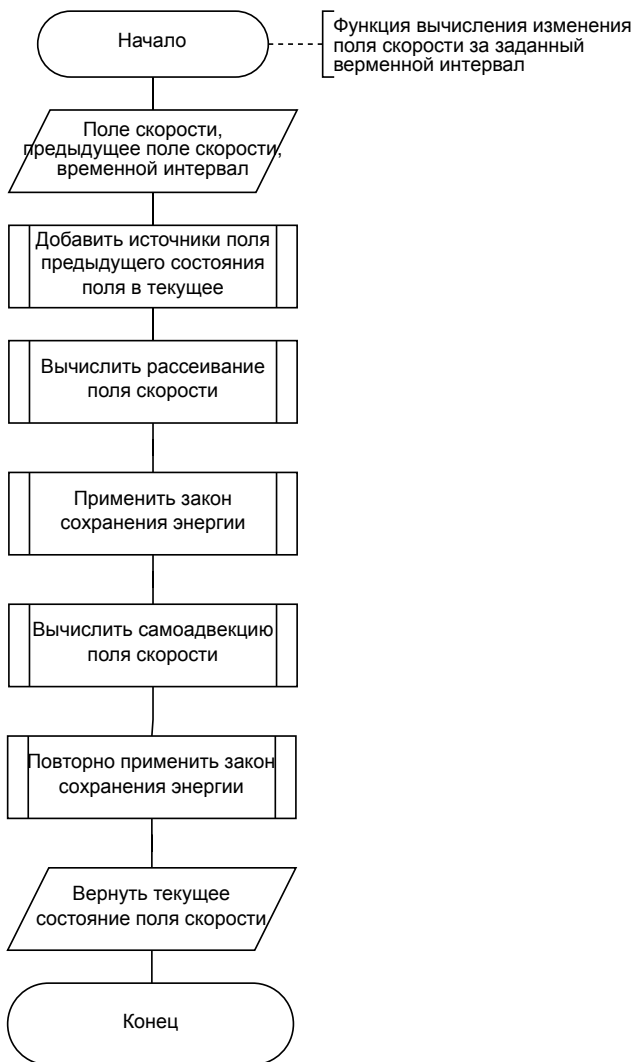 Начало
Функция вычисления изменения
поля скорости за заданный
верменной интервал
Поле скорости,
предыдущее поле скорости,
временной интервал
Добавить источники поля
предыдущего состояния
поля в текущее
Вычислить рассеивание
поля скорости
Применить закон
сохранения энергии
Вычислить самоадвекцию
поля скорости
Повторно применить закон
сохранения энергии
Вернуть текущее
состояние поля скорости
Конец